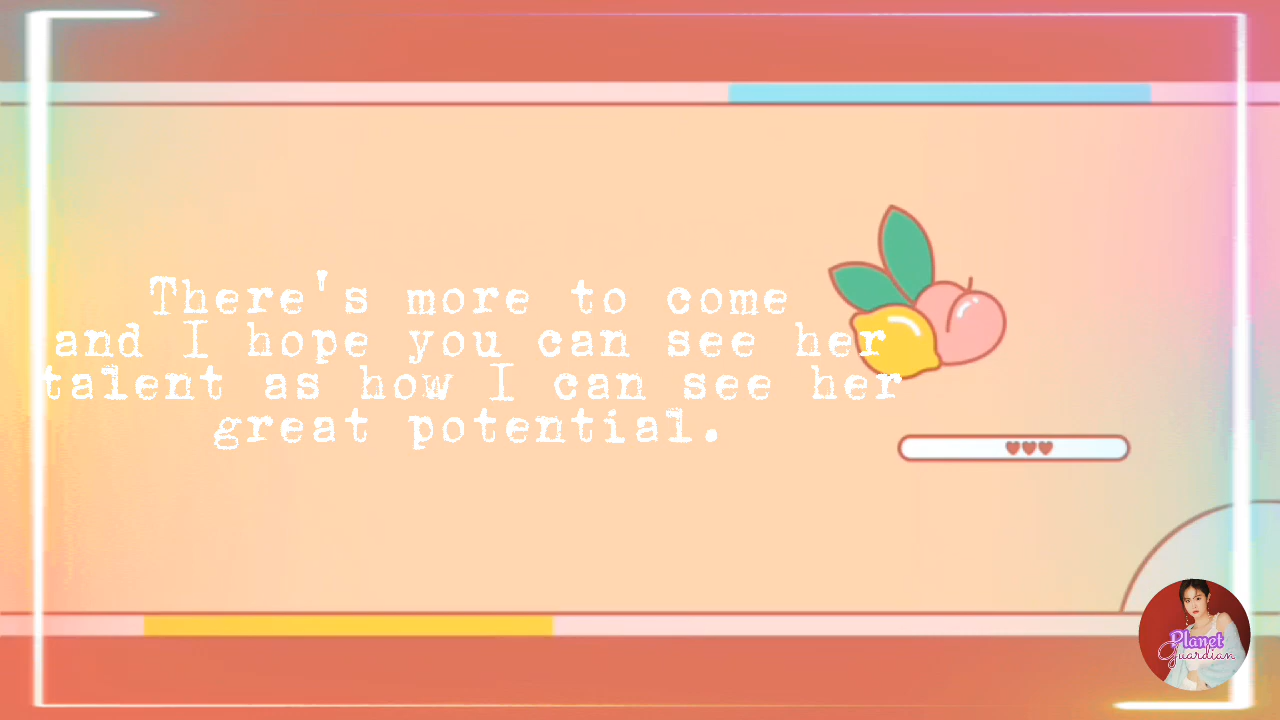 There's more to come
and I hope you can see her
talent as how I can see her
great potential.
Planet
Guardian